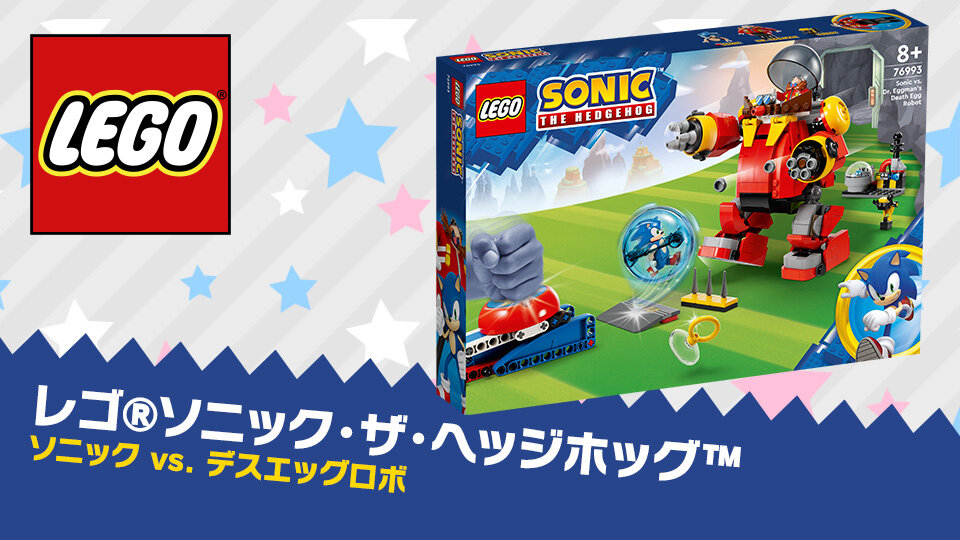 LEGO®
LEGO
SONIC
THE HEDGEHOG
8+
76993
Sonic vs.
Dr. Eggman's
Death Egg
Robot
レゴ®ソニック・ザ・ヘッジホッグ™
ソニック vs. デスエッグロボ